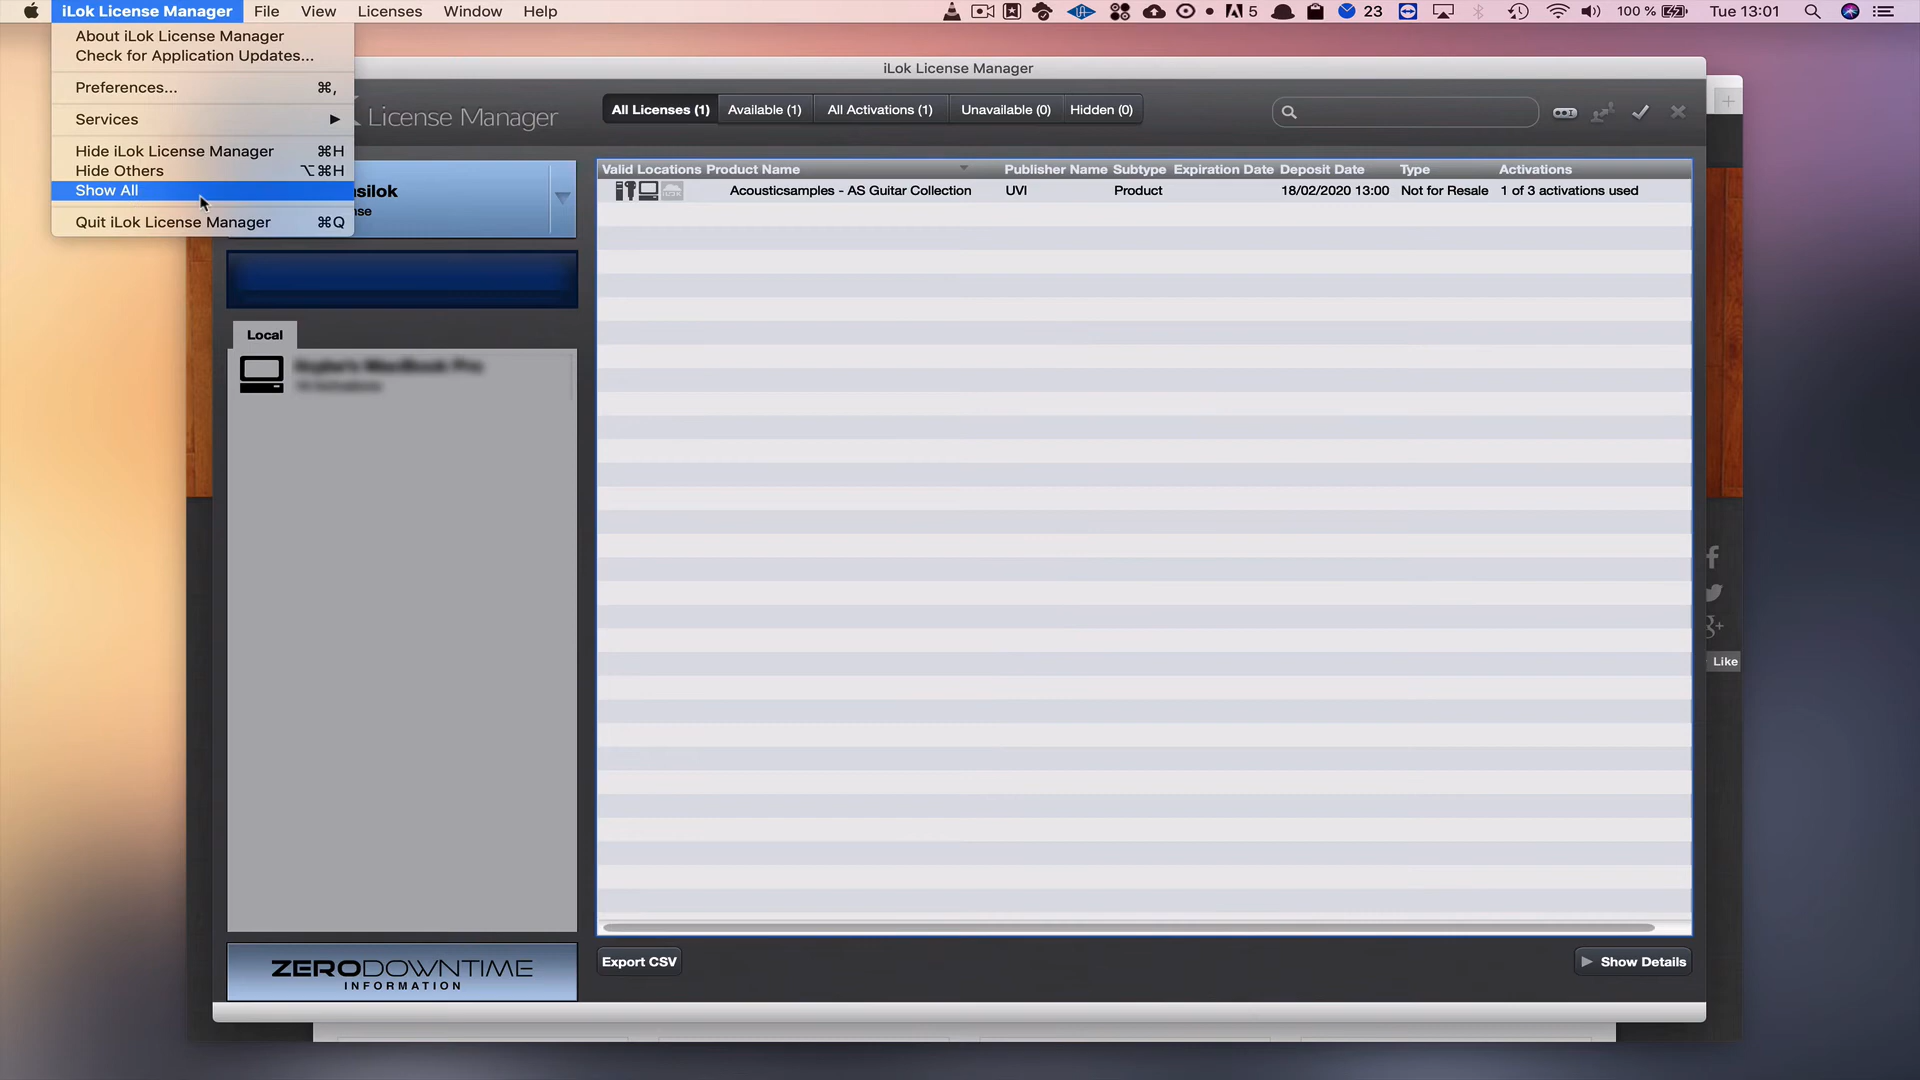 iLok License Manager File View Licenses Window Help 5 23 100 % Tue 13:01
About iLok License Manager
Check for Application Updates...
Preferences... ⌘,
Services
Hide iLok License Manager ⌘H
Hide Others ⌥⌘H
Show All
Quit iLok License Manager ⌘Q
iLok License Manager
License Manager
All Licenses (1) Available (1) All Activations (1) Unavailable (0) Hidden (0)
Valid Locations Product Name Publisher Name Subtype Expiration Date Deposit Date Type Activations
Acousticsamples - AS Guitar Collection UVI Product 18/02/2020 13:00 Not for Resale 1 of 3 activations used
Local
Like
ZERODOWNTIME
INFORMATION
Export CSV
Show Details